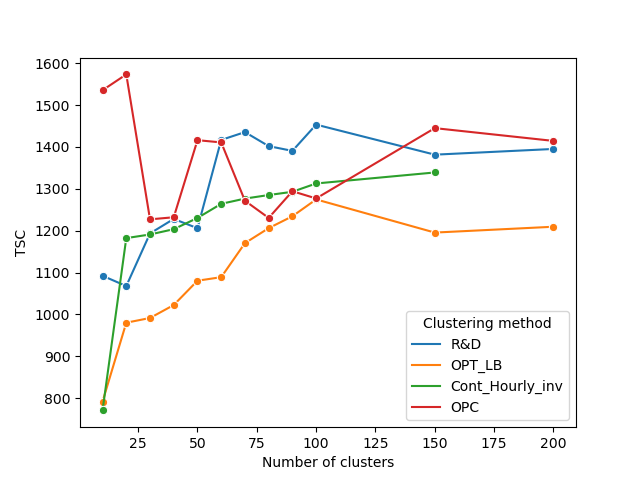 1600
1500
1400
1300
1200
1100
1000
900
800
TSC
25 50 75 100 125 150 175 200
Number of clusters
Clustering method
R&D
OPT_LB
Cont_Hourly_inv
OPC